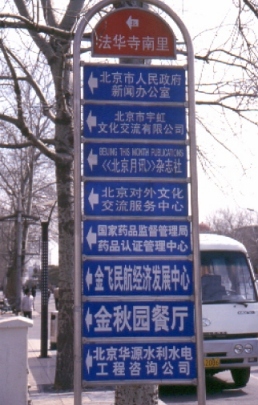 法华寺南里
北京市人民政府
新闻办公室
北京市宇虹
文化交流有限公司
BEIJING THIS MONTH PUBLICATIONS
《北京月讯》杂志社
北京对外文化
交流服务中心
国家药品监督管理局
药品认证管理中心
金飞民航经济发展中心
金秋园餐厅
北京华源水利水电
工程咨询公司